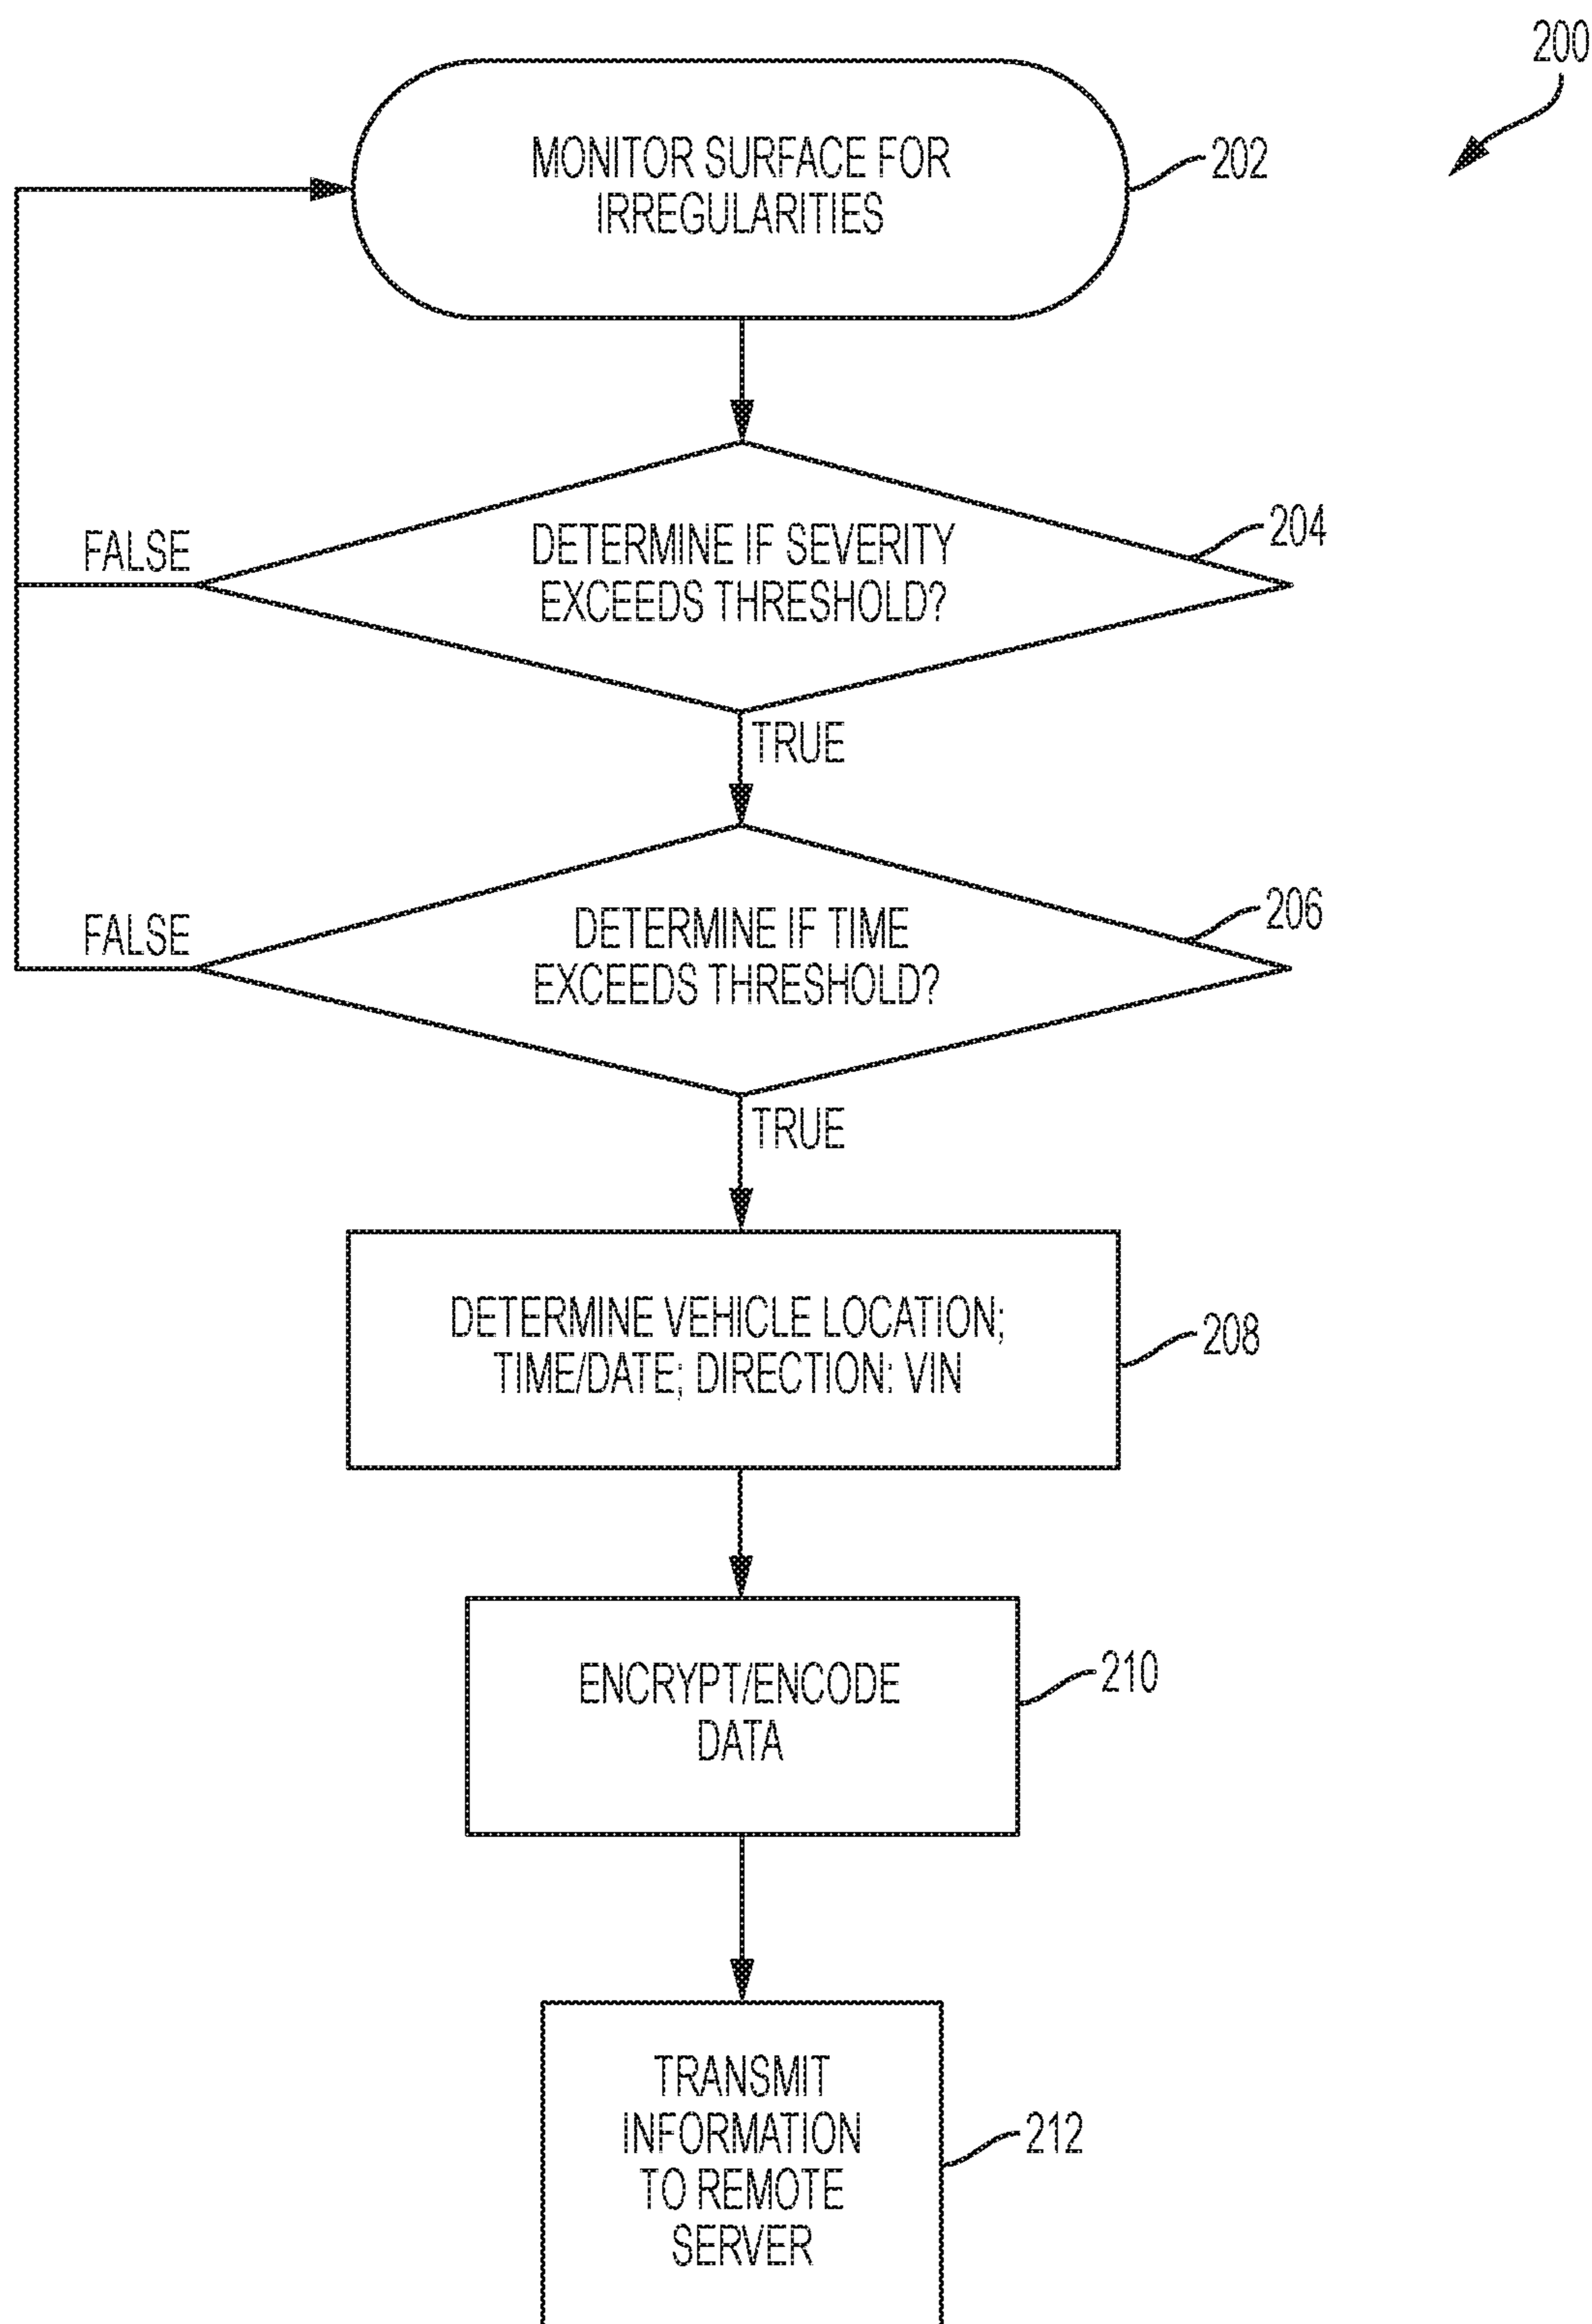 200
MONITOR SURFACE FOR
IRREGULARITIES
202
DETERMINE IF SEVERITY
EXCEEDS THRESHOLD?
204
FALSE
TRUE
DETERMINE IF TIME
EXCEEDS THRESHOLD?
206
FALSE
TRUE
DETERMINE VEHICLE LOCATION;
TIME/DATE; DIRECTION: VIN
208
ENCRYPT/ENCODE
DATA
210
TRANSMIT
INFORMATION
TO REMOTE
SERVER
212